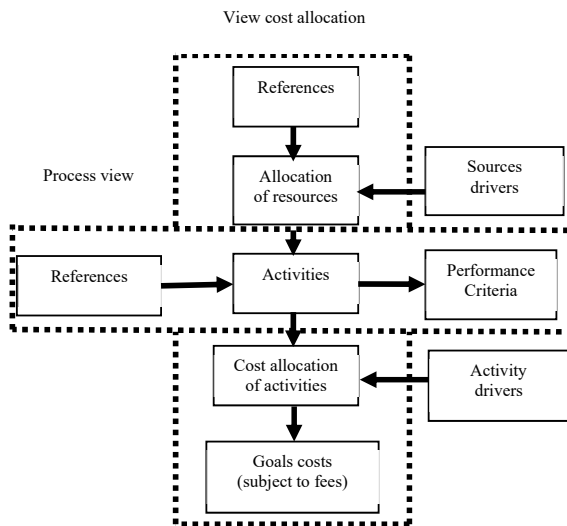 View cost allocation
References
Process view
Allocation
of resources
Sources
drivers
References
Activities
Performance
Criteria
Cost allocation
of activities
Activity
drivers
Goals costs
(subject to fees)